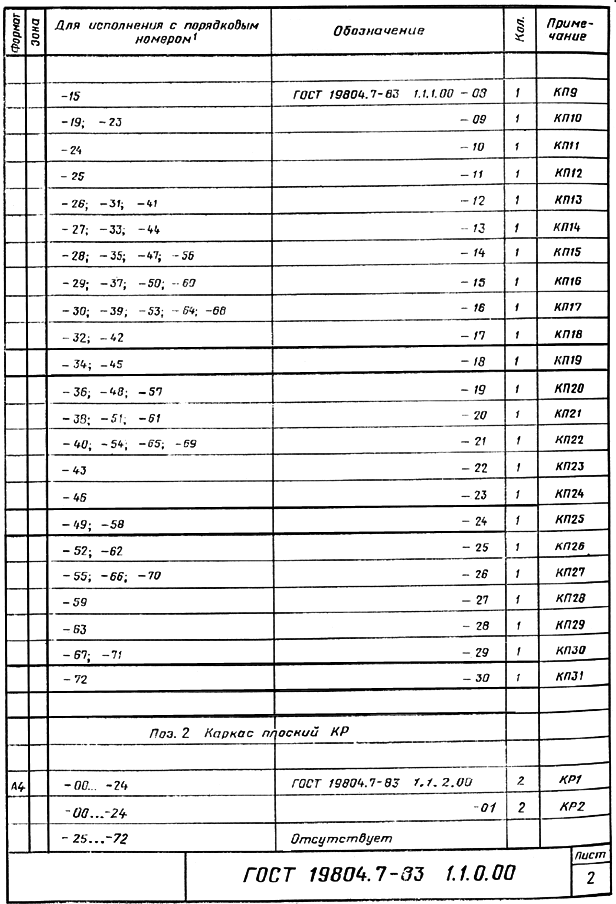 Формат Зона Для исполнения с порядковым номером¹ Обозначение Кол. Приме-чание
-15 ГОСТ 19804.7-83 1.1.1.00 - 08 1 КП9
-19; -23 -09 1 КП10
-24 -10 1 КП11
-25 -11 1 КП12
-26; -31; -41 -12 1 КП13
-27; -33; -44 -13 1 КП14
-28; -35; -47; -56 -14 1 КП15
-29; -37; -50; -60 -15 1 КП16
-30; -39; -53; -64; -68 -16 1 КП17
-32; -42 -17 1 КП18
-34; -45 -18 1 КП19
-36; -48; -57 -19 1 КП20
-38; -51; -61 -20 1 КП21
-40; -54; -65; -69 -21 1 КП22
-43 -22 1 КП23
-46 -23 1 КП24
-49; -58 -24 1 КП25
-52; -62 -25 1 КП26
-55; -66; -70 -26 1 КП27
-59 -27 1 КП28
-63 -28 1 КП29
-67; -71 -29 1 КП30
-72 -30 1 КП31
Поз. 2 Каркас плоский КР
А4 -00... -24 ГОСТ 19804.7-83 1.1.2.00 2 КР1
-00...-24 -01 2 КР2
-25...-72 Отсутствует
ГОСТ 19804.7-83 1.1.0.00 Лист
2